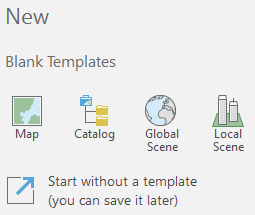 New
Blank Templates
Map
Catalog
Global
Scene
Local
Scene
Start without a template
(you can save it later)